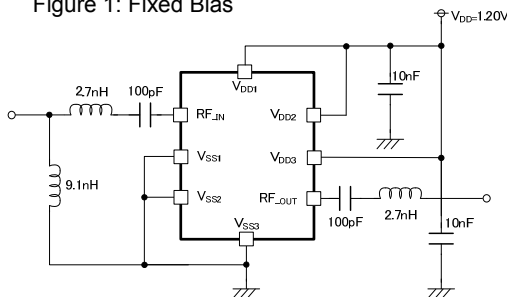 Figure 1: Fixed Bias
VDD=1.20V
2.7nH
100pF
VDD1
10nF
RF_IN
VDD2
VSS1
VDD3
9.1nH
VSS2
RF_OUT
VSS3
100pF
2.7nH
10nF